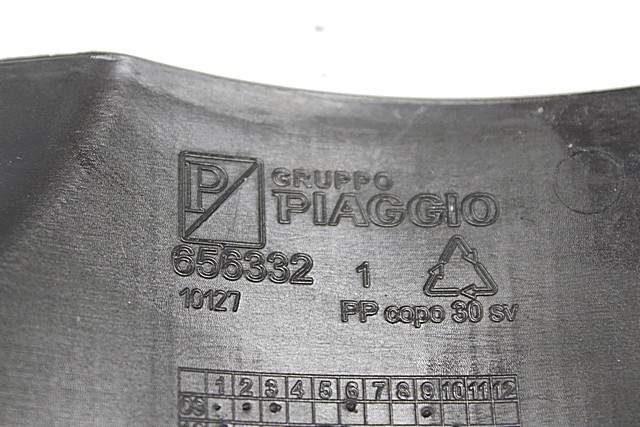 P
GRUPPO
PIAGGIO
656332 1
10127
PP copo 30 sv
1 2 3 4 5 6 7 8 9 10 11 12
09